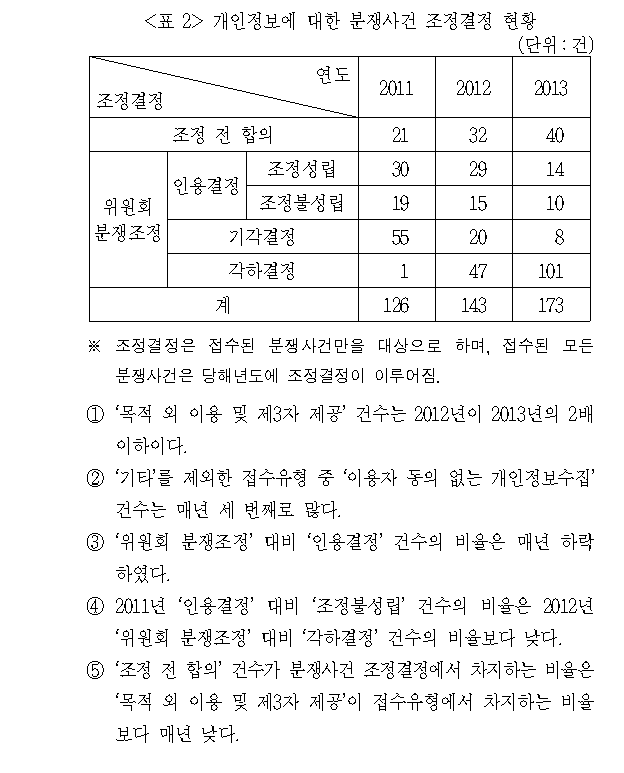 <표 2> 개인정보에 대한 분쟁사건 조정결정 현황
(단위 : 건)
연도
조정결정
2011 2012 2013
조정 전 합의 21 32 40
위원회 분쟁조정 인용결정 조정성립 30 29 14
조정불성립 19 15 10
기각결정 55 20 8
각하결정 1 47 101
계 126 143 173
※ 조정결정은 접수된 분쟁사건만을 대상으로 하며, 접수된 모든
분쟁사건은 당해년도에 조정결정이 이루어짐.
① ‘목적 외 이용 및 제3자 제공’ 건수는 2012년이 2013년의 2배
이하이다.
② ‘기타’를 제외한 접수유형 중 ‘이용자 동의 없는 개인정보수집’
건수는 매년 세 번째로 많다.
③ ‘위원회 분쟁조정’ 대비 ‘인용결정’ 건수의 비율은 매년 하락
하였다.
④ 2011년 ‘인용결정’ 대비 ‘조정불성립’ 건수의 비율은 2012년
‘위원회 분쟁조정’ 대비 ‘각하결정’ 건수의 비율보다 낮다.
⑤ ‘조정 전 합의’ 건수가 분쟁사건 조정결정에서 차지하는 비율은
‘목적 외 이용 및 제3자 제공’이 접수유형에서 차지하는 비율
보다 매년 낮다.